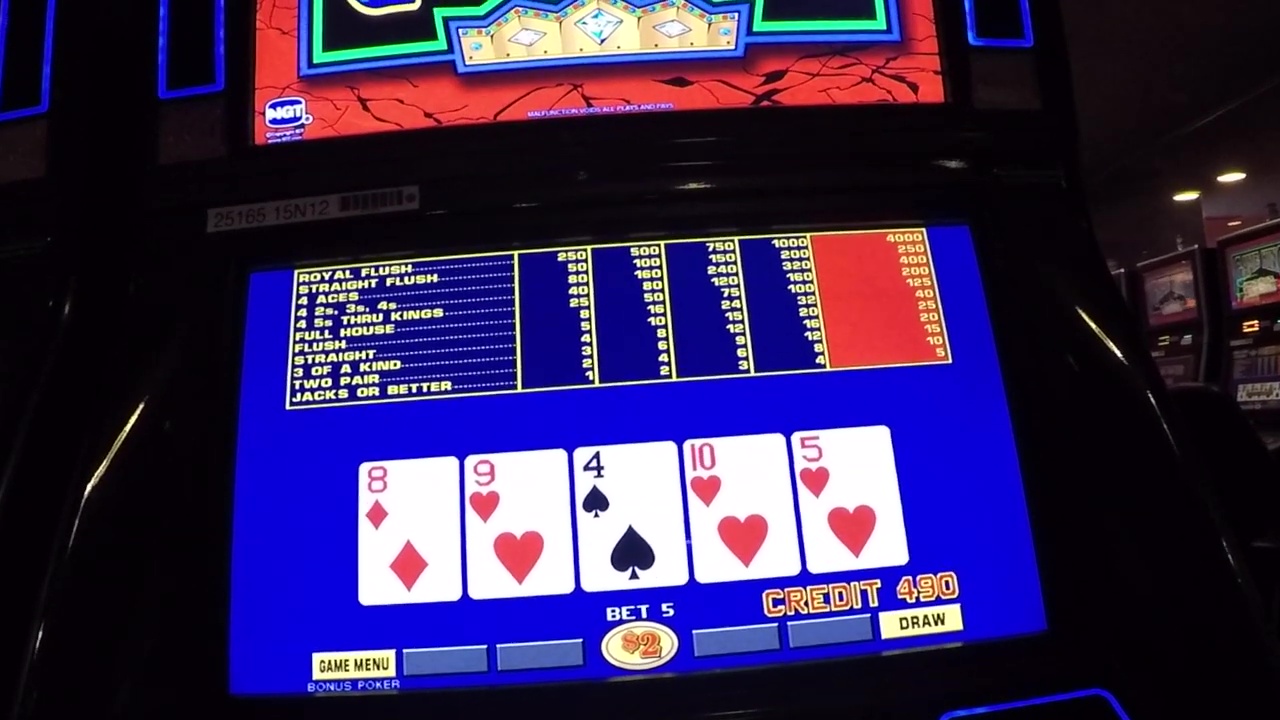 IGT
MALFUNCTION VOIDS ALL PLAYS AND PAYS
25165 15N12
ROYAL FLUSH 250 500 750 1000 4000
STRAIGHT FLUSH 50 100 150 200 250
4 ACES 80 160 240 320 400
4 2s, 3s, 4s 40 80 120 160 200
4 5s THRU KINGS 25 50 75 100 125
FULL HOUSE 8 16 24 32 40
FLUSH 5 10 15 20 25
STRAIGHT 4 8 12 16 20
3 OF A KIND 3 6 9 12 15
TWO PAIR 2 4 6 8 10
JACKS OR BETTER 1 2 3 4 5
8 9 4 10 5
BET 5 CREDIT 490
GAME MENU $2 DRAW
BONUS POKER